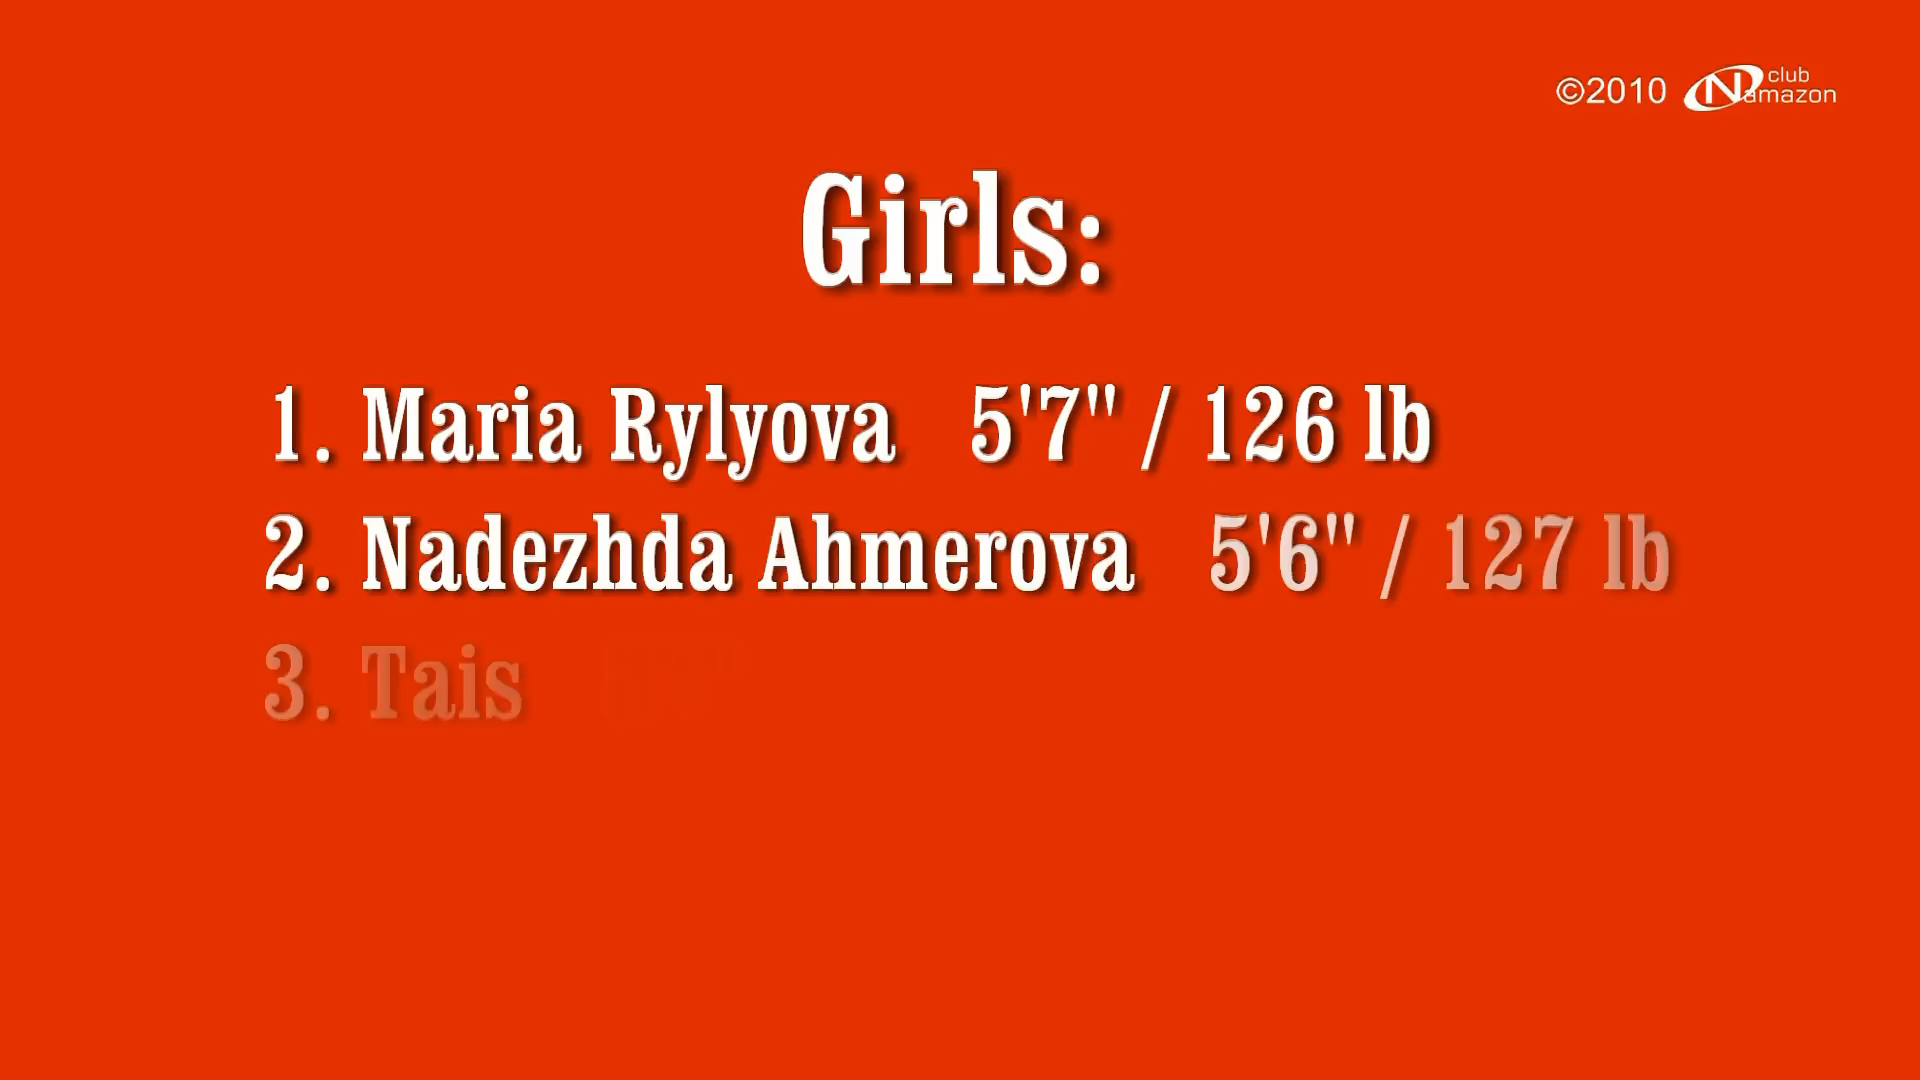 ©2010 Namazon club
Girls:
1. Maria Rylyova 5'7" / 126 lb
2. Nadezhda Ahmerova 5'6" / 127 lb
3. Tais